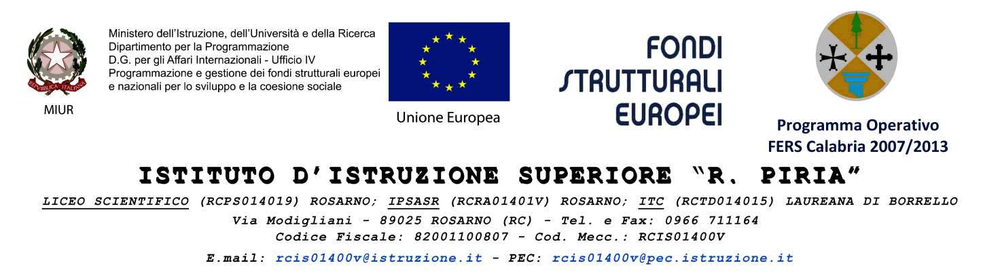 Ministero dell'Istruzione, dell'Università e della Ricerca
Dipartimento per la Programmazione
D.G. per gli Affari Internazionali - Ufficio IV
Programmazione e gestione dei fondi strutturali europei
e nazionali per lo sviluppo e la coesione sociale
REPVBBLICA ITALIANA
MIUR
Unione Europea
FONDI
STRUTTURALI
EUROPEI
Programma Operativo
FERS Calabria 2007/2013
ISTITUTO D'ISTRUZIONE SUPERIORE “R. PIRIA”
LICEO SCIENTIFICO (RCPS014019) ROSARNO; IPSASR (RCRA01401V) ROSARNO; ITC (RCTD014015) LAUREANA DI BORRELLO
Via Modigliani - 89025 ROSARNO (RC) - Tel. e Fax: 0966 711164
Codice Fiscale: 82001100807 - Cod. Mecc.: RCIS01400V
E.mail: rcis01400v@istruzione.it - PEC: rcis01400v@pec.istruzione.it